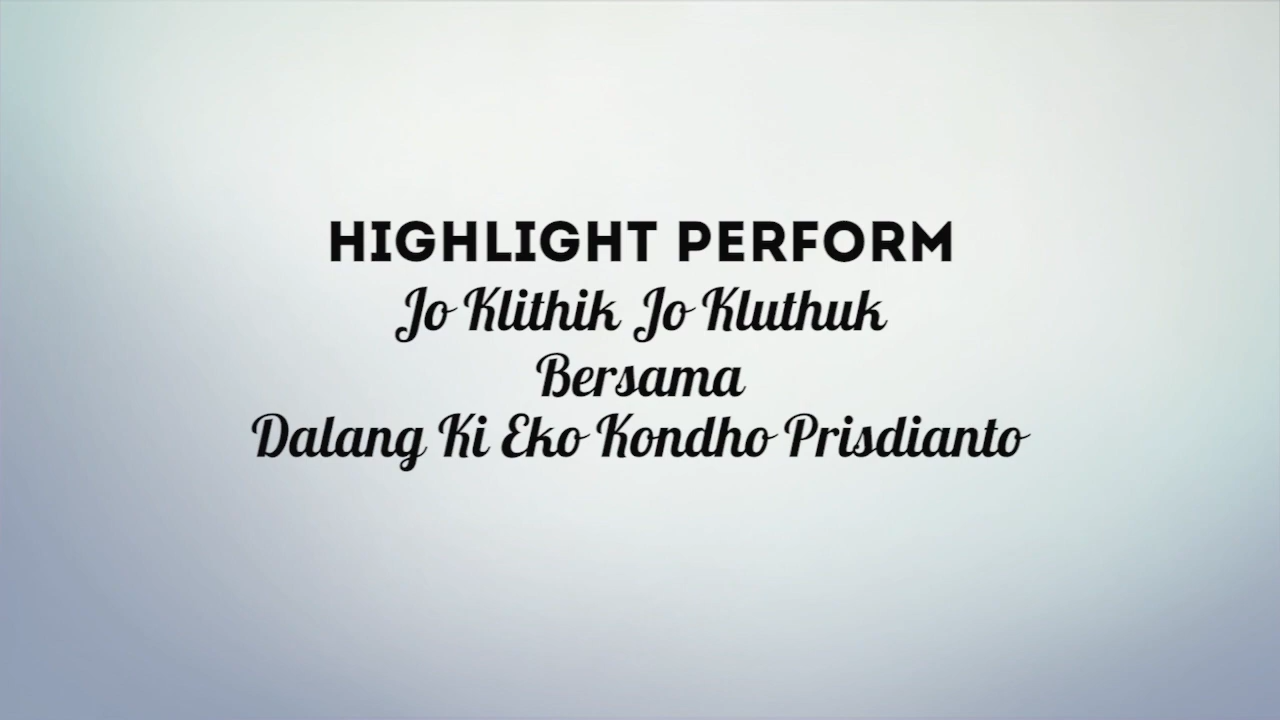 HIGHLIGHT PERFORM
Jo Klithik Jo Kluthuk
Bersama
Dalang Ki Eko Kondho Prisdianto